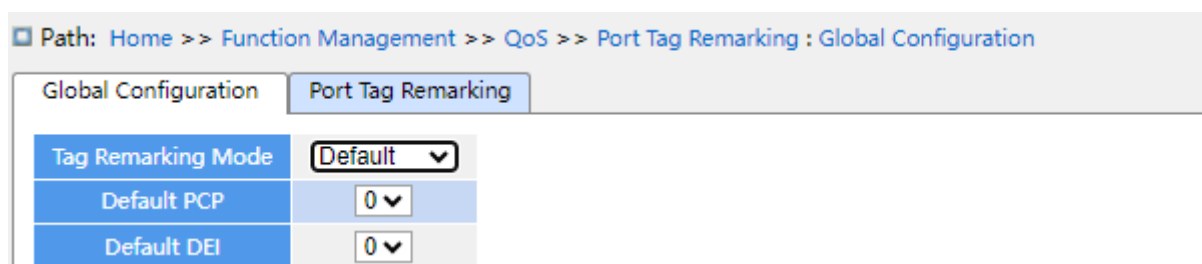 Path: Home >> Function Management >> QoS >> Port Tag Remarking : Global Configuration
Global Configuration Port Tag Remarking
Tag Remarking Mode Default
Default PCP 0
Default DEI 0